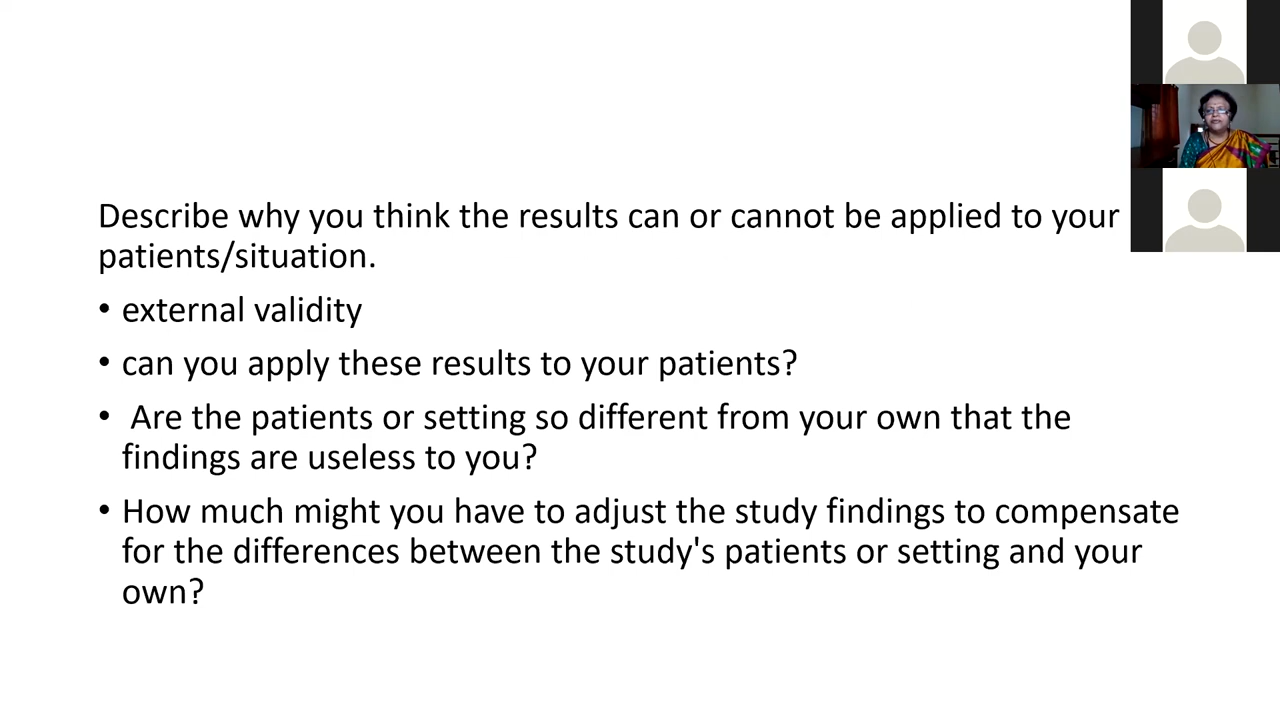 Describe why you think the results can or cannot be applied to your
patients/situation.
• external validity
• can you apply these results to your patients?
• Are the patients or setting so different from your own that the
findings are useless to you?
• How much might you have to adjust the study findings to compensate
for the differences between the study's patients or setting and your
own?